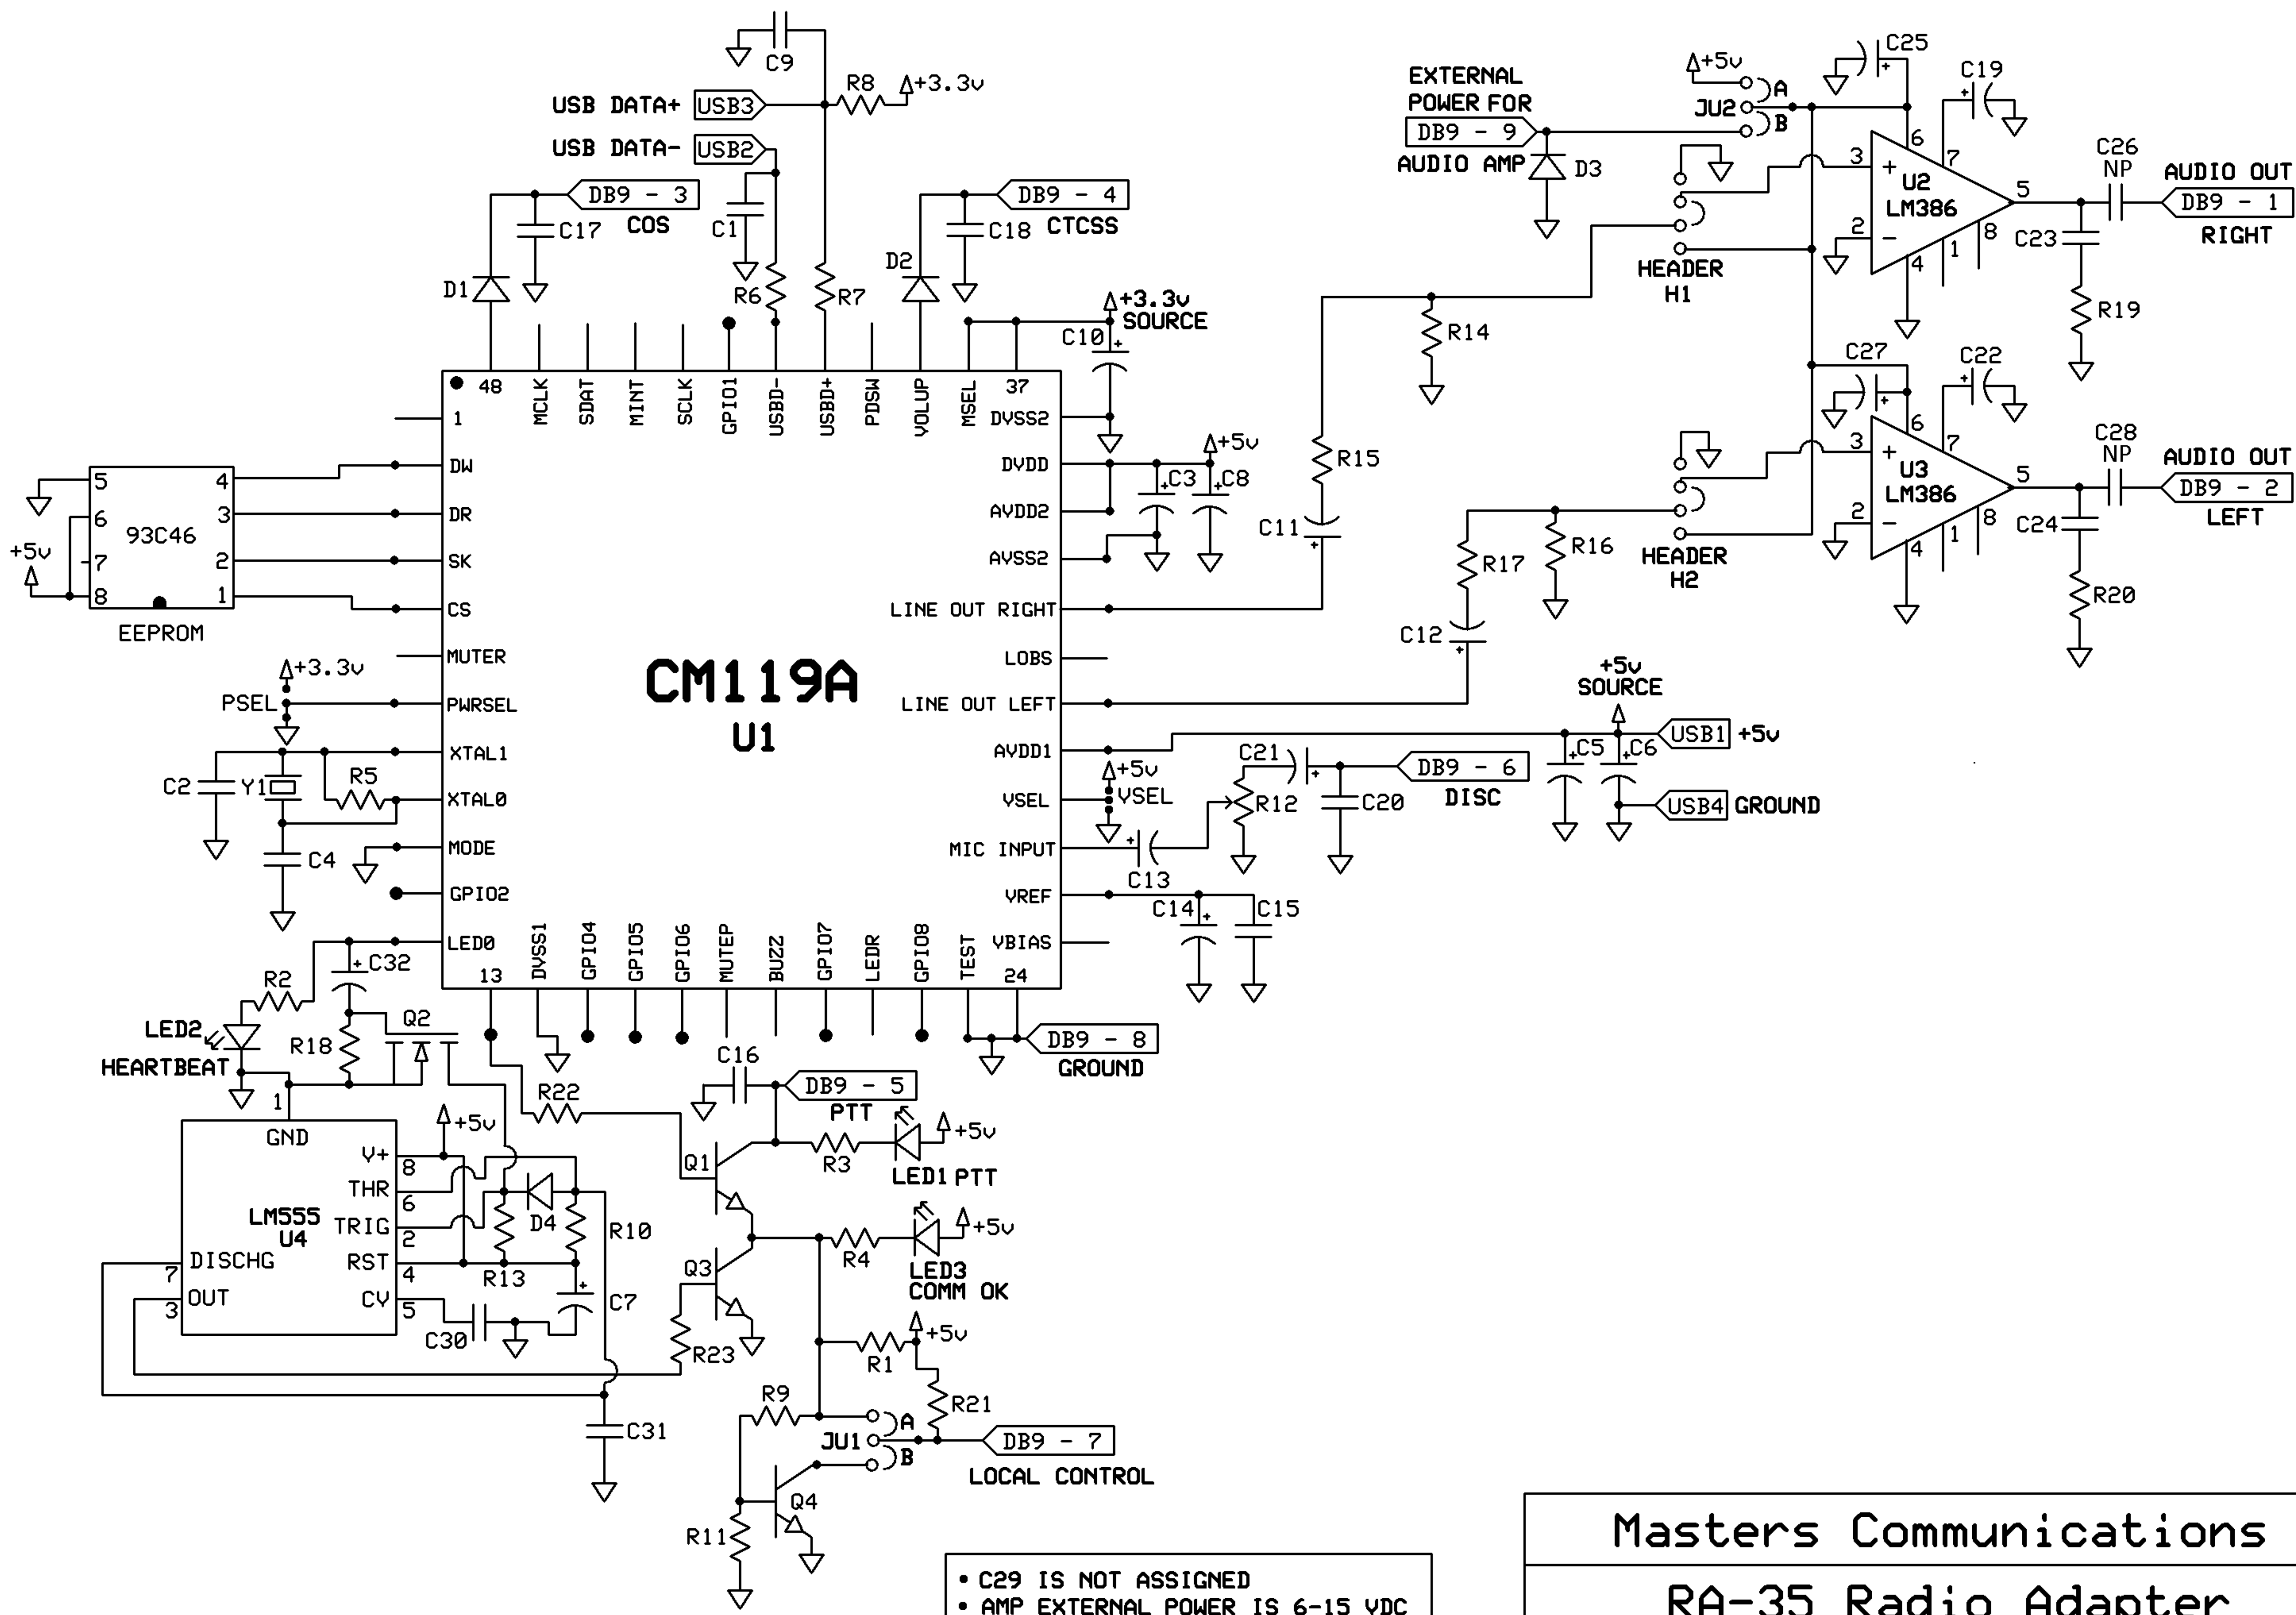 C9
R8
+3.3v
USB DATA+
USB3
USB DATA-
USB2
DB9 - 3
COS
C17
D1
C1
R6
R7
DB9 - 4
CTCSS
C18
D2
+3.3v
SOURCE
C10
EXTERNAL
POWER FOR
DB9 - 9
AUDIO AMP
D3
+5v
A
JU2
B
C25
C19
6
7
3
+
U2
LM386
5
2
-
8
1
4
C26
NP
AUDIO OUT
DB9 - 1
RIGHT
C23
R19
HEADER
H1
R14
R15
C11
C27
C22
6
7
3
+
U3
LM386
5
2
-
8
1
4
C28
NP
AUDIO OUT
DB9 - 2
LEFT
C24
R20
HEADER
H2
R16
R17
C12
48
MCLK
SDAT
MINT
SCLK
GPIO1
USBD-
USBD+
PDSW
VOLUP
MSEL
37
1
DW
DR
SK
CS
MUTER
PWRSEL
XTAL1
XTALO
MODE
GPIO2
LEDO
13
DVSS1
GPIO4
GPIO5
GPIO6
MUTEP
BUZZ
GPIO7
LEDR
GPIO8
TEST
24
DVSS2
DVDD
AVDD2
AVSS2
LINE OUT RIGHT
LOBS
LINE OUT LEFT
AVDD1
VSEL
MIC INPUT
VREF
VBIAS
CM119A
U1
+5v
C3
C8
5
4
6
3
93C46
7
2
8
1
+5v
EEPROM
+3.3v
PSEL
C2
Y1
R5
C4
+5v
SOURCE
C5
C6
USB1
+5v
USB4
GROUND
+5v
VSEL
C21
R12
C20
DB9 - 6
DISC
C13
C14
C15
R2
C32
LED2
HEARTBEAT
R18
Q2
DB9 - 8
GROUND
C16
DB9 - 5
PTT
R22
1
GND
V+
8
THR
6
LM555
U4
TRIG
2
DISCHG
7
RST
4
OUT
3
CV
5
+5v
D4
R10
R13
C7
C30
C31
Q1
R3
LED1 PTT
+5v
Q3
R4
+5v
LED3
COMM OK
R23
R1
+5v
R9
R21
A
JU1
B
DB9 - 7
LOCAL CONTROL
Q4
R11
• C29 IS NOT ASSIGNED
• AMP EXTERNAL POWER IS 6-15 VDC
Masters Communications
RA-35 Radio Adapter